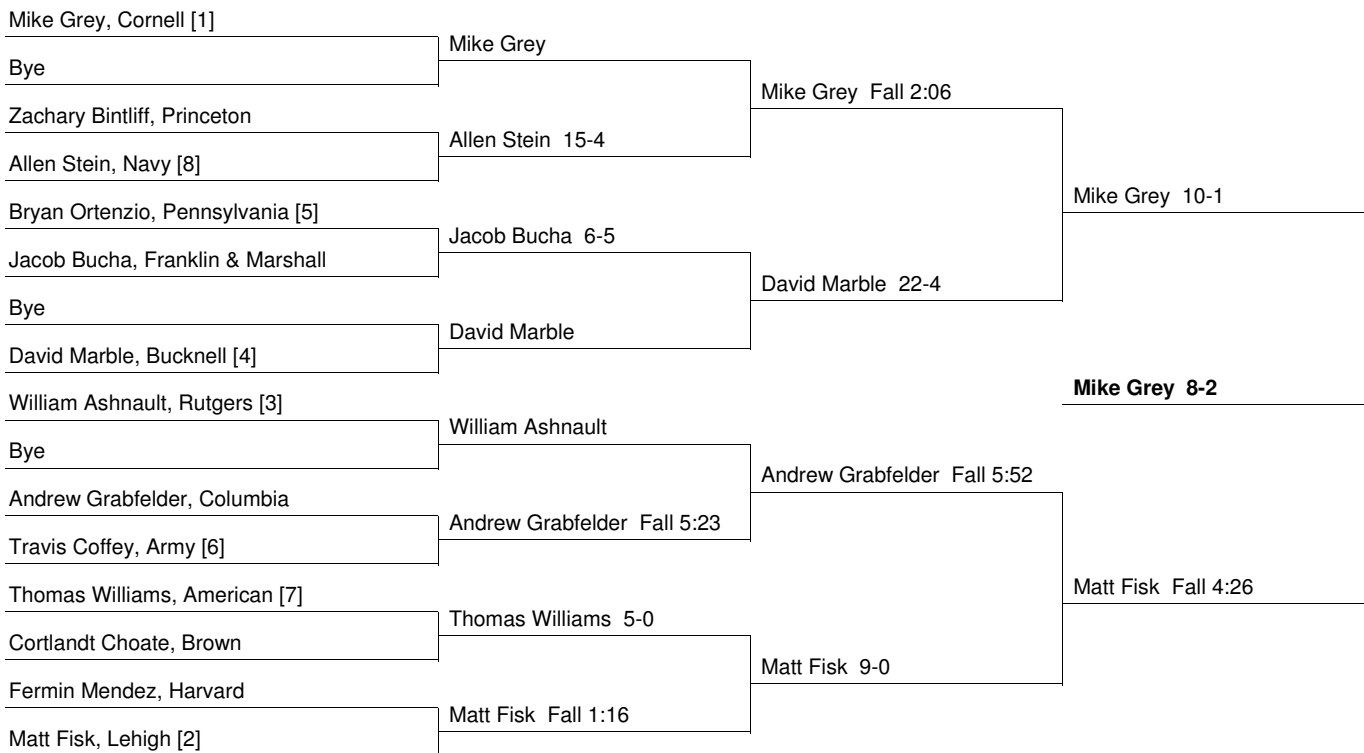 Mike Grey, Cornell [1]
Bye
Zachary Bintliff, Princeton
Allen Stein, Navy [8]
Bryan Ortenzio, Pennsylvania [5]
Jacob Bucha, Franklin & Marshall
Bye
David Marble, Bucknell [4]
William Ashnault, Rutgers [3]
Bye
Andrew Grabfelder, Columbia
Travis Coffey, Army [6]
Thomas Williams, American [7]
Cortlandt Choate, Brown
Fermin Mendez, Harvard
Matt Fisk, Lehigh [2]
Mike Grey
Allen Stein 15-4
Jacob Bucha 6-5
David Marble
William Ashnault
Andrew Grabfelder Fall 5:23
Thomas Williams 5-0
Matt Fisk Fall 1:16
Mike Grey Fall 2:06
David Marble 22-4
Andrew Grabfelder Fall 5:52
Matt Fisk 9-0
Mike Grey 10-1
Matt Fisk Fall 4:26
Mike Grey 8-2